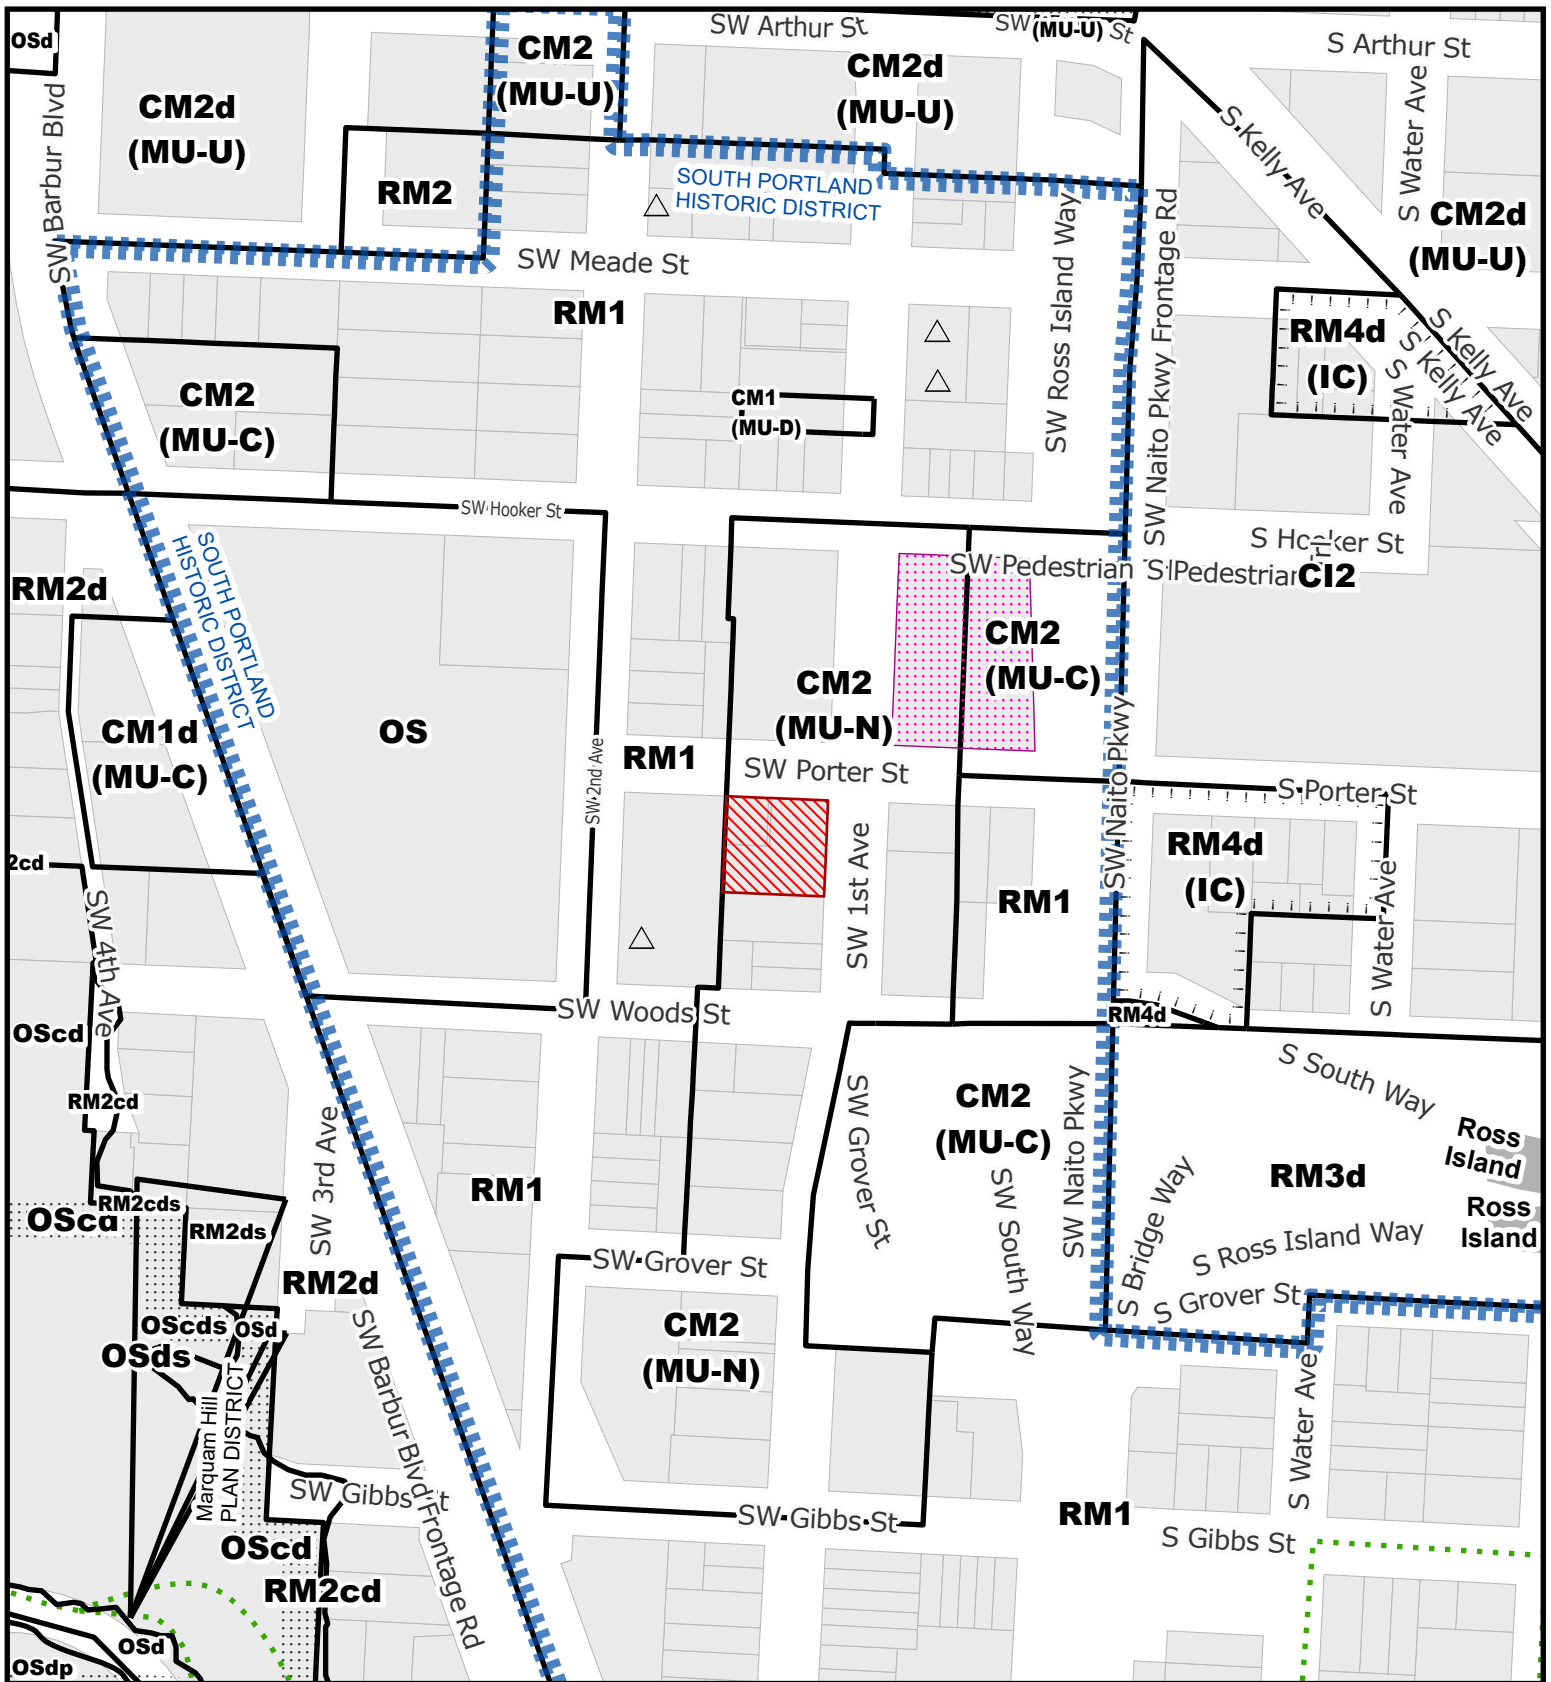 OSd
SW Arthur St
SW
(MU-U)
St
S Arthur St
CM2
(MU-U)
CM2d
(MU-U)
CM2d
(MU-U)
SW Barbur Blvd
S Kelly Ave
S Water Ave
RM2
SOUTH PORTLAND
HISTORIC DISTRICT
CM2d
(MU-U)
SW Meade St
SW Ross Island Way
SW Naito Pkwy Frontage Rd
RM1
RM4d
(IC)
S Kelly Ave
S Kelly Ave
S Water Ave
CM2
(MU-C)
CM1
(MU-D)
SW Hooker St
S Hooker St
SOUTH PORTLAND
HISTORIC DISTRICT
SW Pedestrian
S Pedestrian
Trl
CI2
RM2d
CM2
(MU-C)
CM2
(MU-N)
CM1d
(MU-C)
OS
RM1
SW 2nd Ave
SW Porter St
SW Naito Pkwy
S Porter St
2cd
SW 4th Ave
SW 1st Ave
RM1
RM4d
(IC)
S Water Ave
SW Woods St
RM4d
OScd
RM2cd
S South Way
SW Grover St
CM2
(MU-C)
SW Naito Pkwy
Ross
Island
SW 3rd Ave
RM1
SW South Way
S Bridge Way
RM3d
Ross
Island
RM2cds
OScd
RM2ds
S Ross Island Way
SW Grover St
S Grover St
RM2d
OScds
OSd
OSds
CM2
(MU-N)
SW Barbur Blvd Frontage Rd
Marquam Hill
PLAN DISTRICT
S Water Ave
SW Gibbs St
SW Gibbs St
RM1
S Gibbs St
OScd
RM2cd
OSd
OSdp